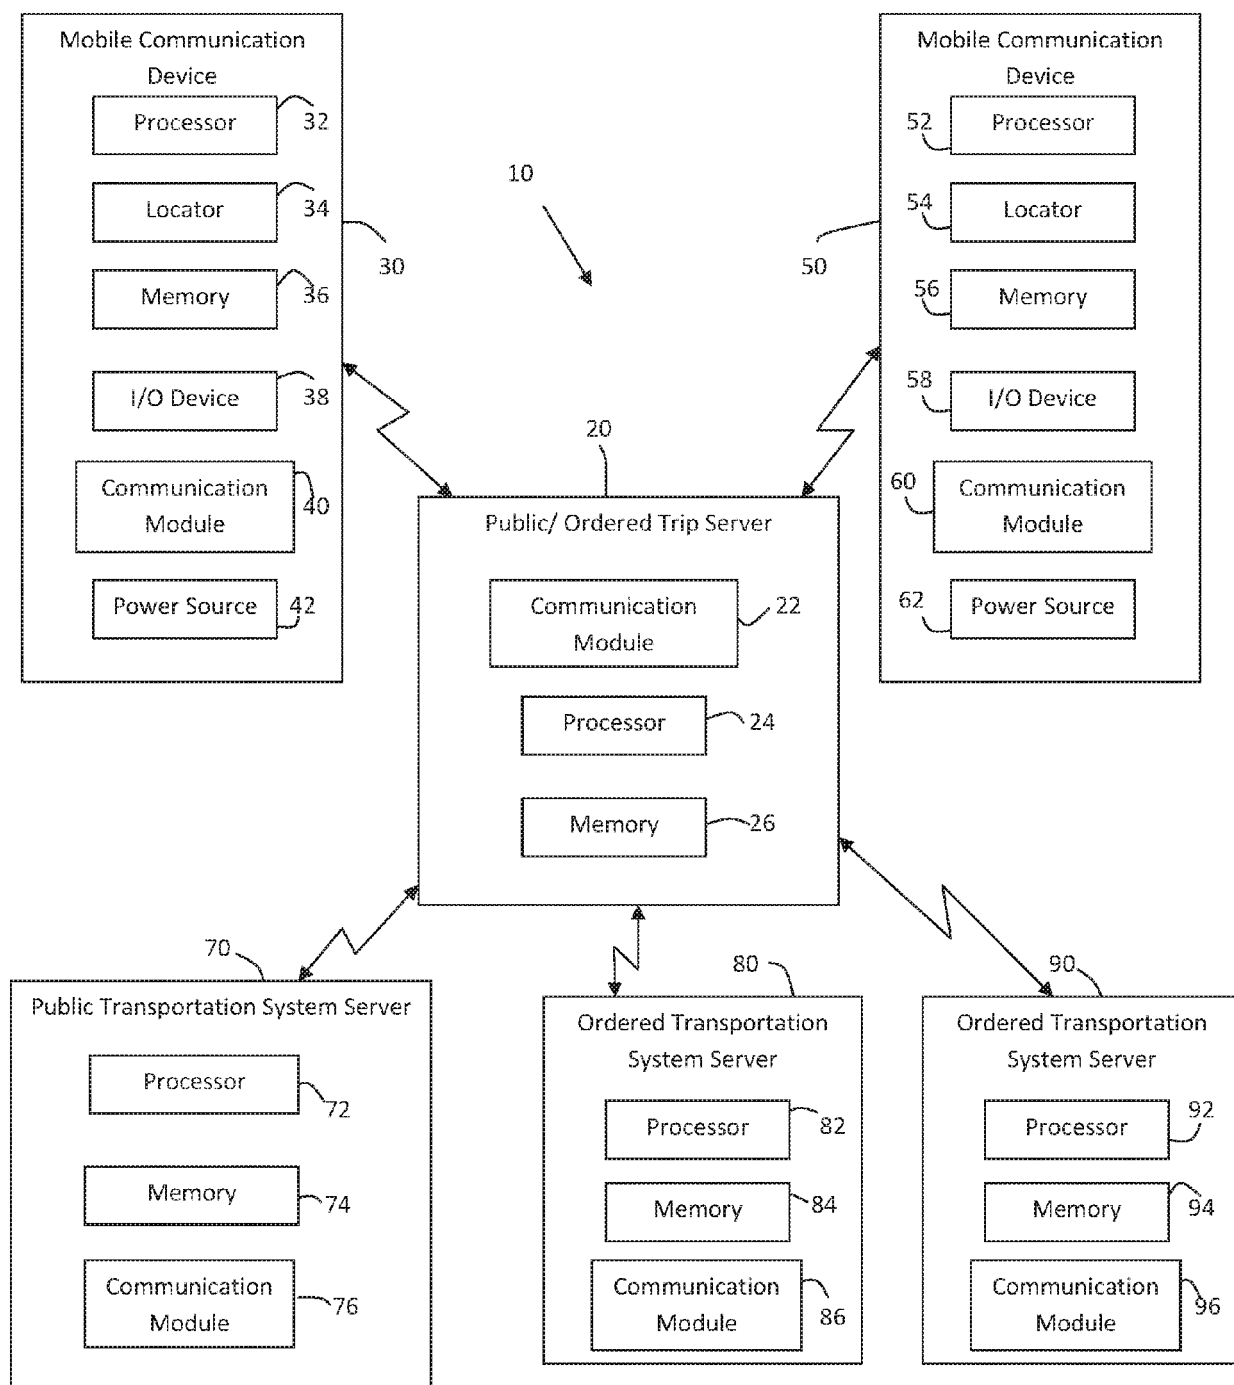 Mobile Communication
Device
Processor
32
Locator
34
30
Memory
36
I/O Device
38
Communication
Module
40
Power Source
42
10
Mobile Communication
Device
52
Processor
54
Locator
50
56
Memory
58
I/O Device
60
Communication
Module
62
Power Source
20
Public/ Ordered Trip Server
Communication
Module
22
Processor
24
Memory
26
70
Public Transportation System Server
Processor
72
Memory
74
Communication
Module
76
80
Ordered Transportation
System Server
Processor
82
Memory
84
Communication
Module
86
90
Ordered Transportation
System Server
Processor
92
Memory
94
Communication
Module
96